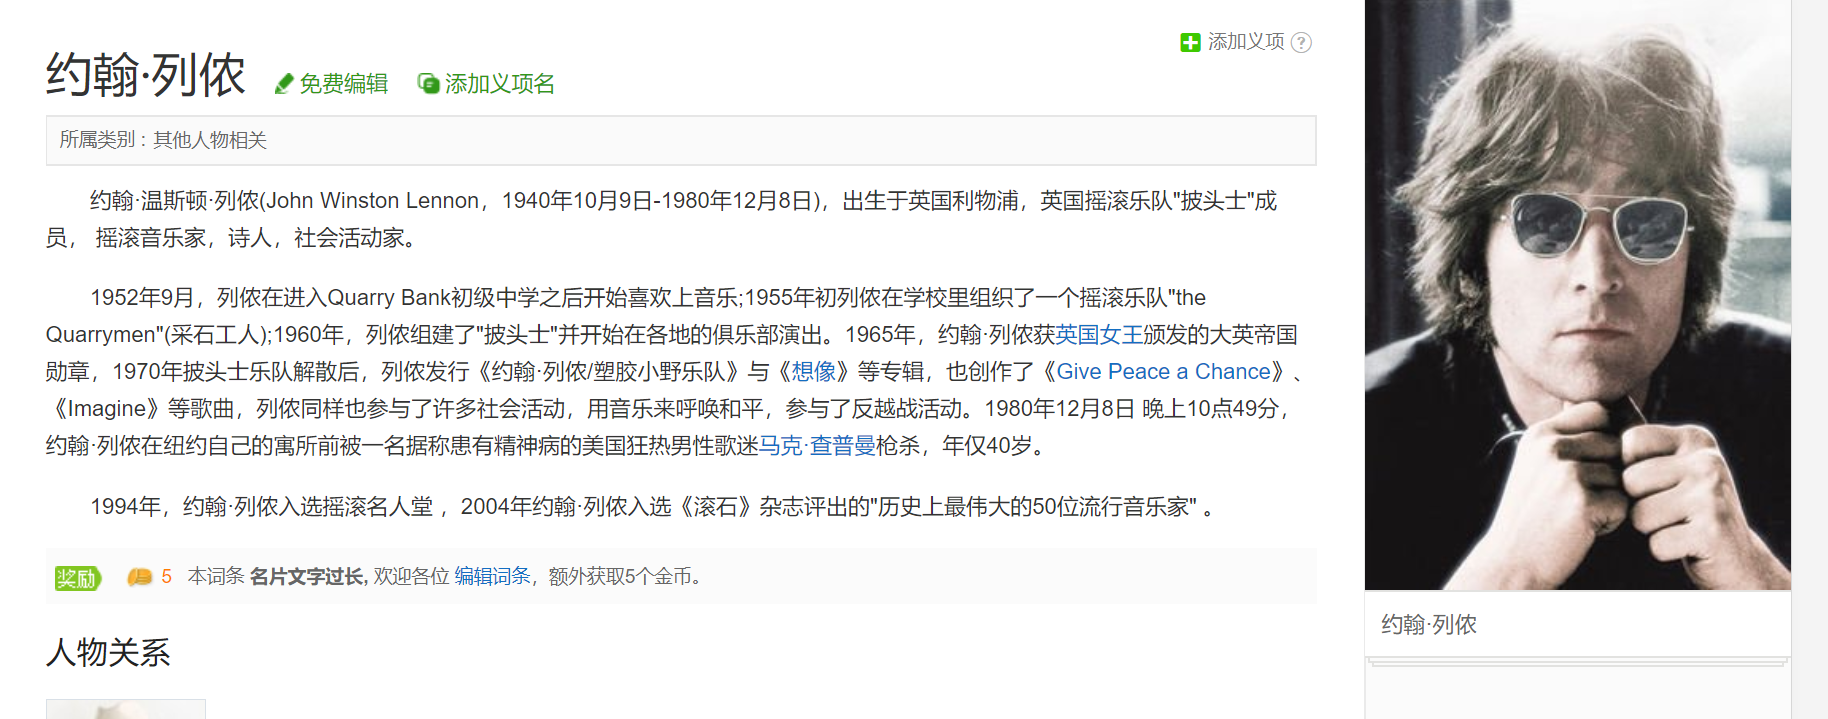 添加义项 ?
约翰·列侬 免费编辑 添加义项名
所属类别：其他人物相关
约翰·温斯顿·列侬(John Winston Lennon，1940年10月9日-1980年12月8日)，出生于英国利物浦，英国摇滚乐队"披头士"成
员， 摇滚音乐家，诗人，社会活动家。
1952年9月，列侬在进入Quarry Bank初级中学之后开始喜欢上音乐;1955年初列侬在学校里组织了一个摇滚乐队"the
Quarrymen"(采石工人);1960年，列侬组建了"披头士"并开始在各地的俱乐部演出。1965年，约翰·列侬获英国女王颁发的大英帝国
勋章，1970年披头士乐队解散后，列侬发行《约翰·列侬/塑胶小野乐队》与《想像》等专辑，也创作了《Give Peace a Chance》、
《Imagine》等歌曲，列侬同样也参与了许多社会活动，用音乐来呼唤和平，参与了反越战活动。1980年12月8日 晚上10点49分，
约翰·列侬在纽约自己的寓所前被一名据称患有精神病的美国狂热男性歌迷马克·查普曼枪杀，年仅40岁。
1994年，约翰·列侬入选摇滚名人堂 ，2004年约翰·列侬入选《滚石》杂志评出的"历史上最伟大的50位流行音乐家" 。
奖励 5 本词条 名片文字过长, 欢迎各位 编辑词条，额外获取5个金币。
人物关系
约翰·列侬